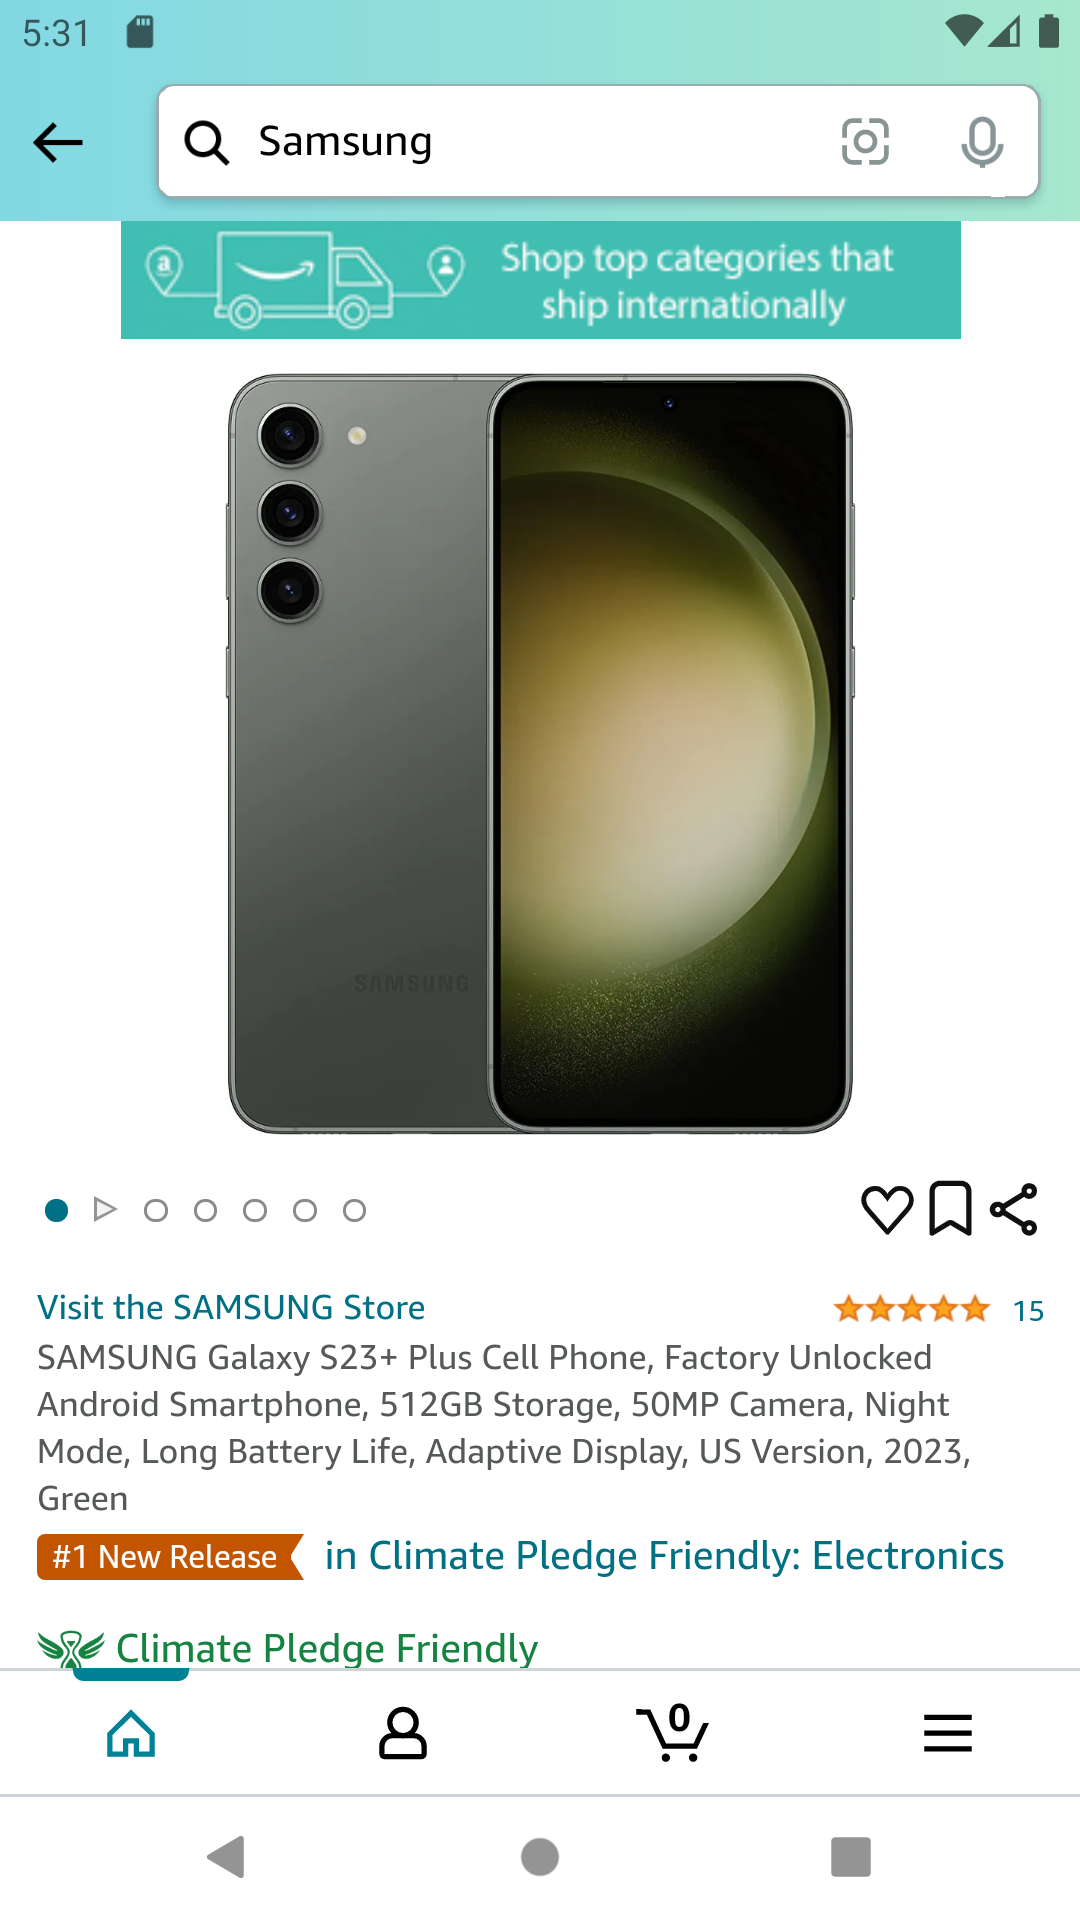 5:31
Samsung
a
Shop top categories that
ship internationally
SAMSUNG
Visit the SAMSUNG Store
15
SAMSUNG Galaxy S23+ Plus Cell Phone, Factory Unlocked
Android Smartphone, 512GB Storage, 50MP Camera, Night
Mode, Long Battery Life, Adaptive Display, US Version, 2023,
Green
#1 New Release in Climate Pledge Friendly: Electronics
Climate Pledge Friendly
0